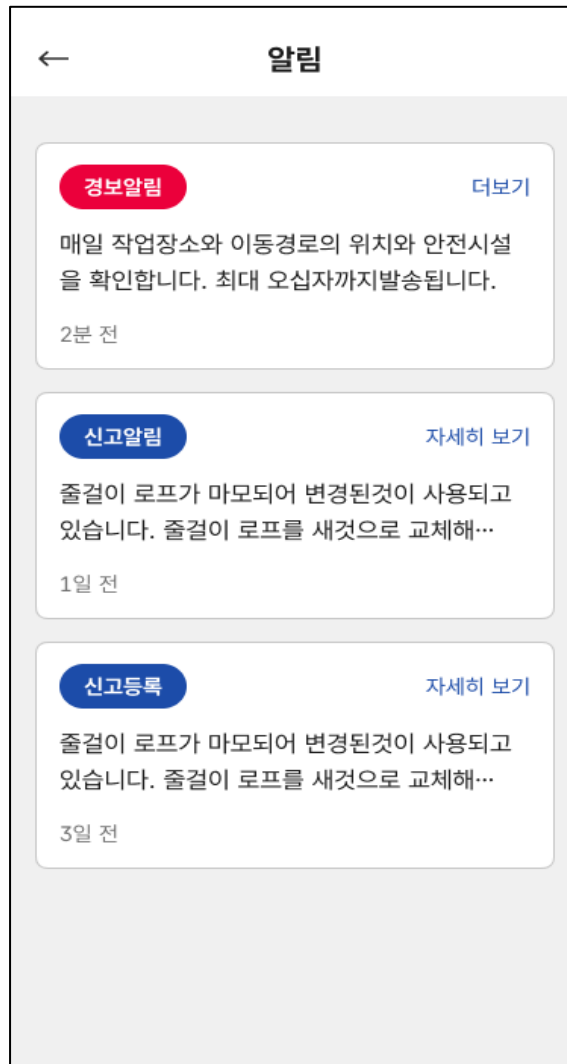 알림
경보알림 더보기
매일 작업장소와 이동경로의 위치와 안전시설
을 확인합니다. 최대 오십자까지발송됩니다.
2분 전
신고알림 자세히 보기
줄걸이 로프가 마모되어 변경된것이 사용되고
있습니다. 줄걸이 로프를 새것으로 교체해…
1일 전
신고등록 자세히 보기
줄걸이 로프가 마모되어 변경된것이 사용되고
있습니다. 줄걸이 로프를 새것으로 교체해…
3일 전